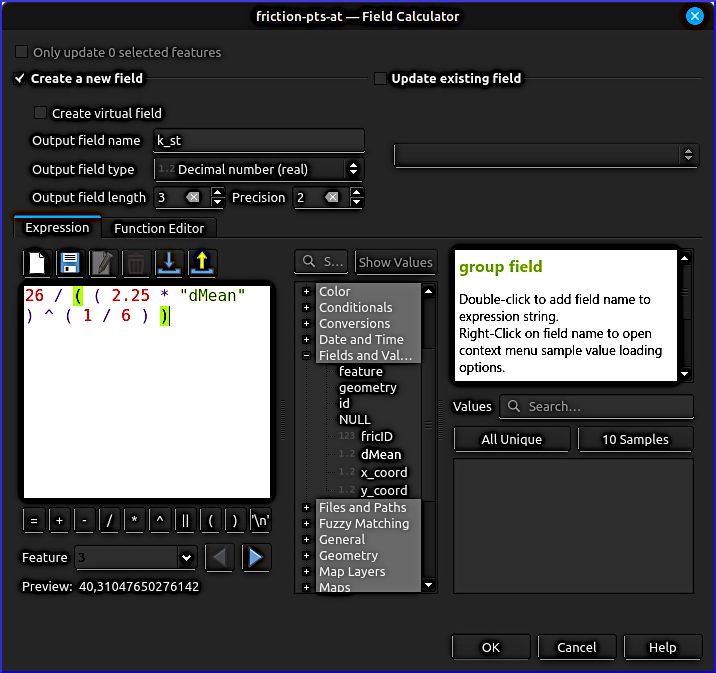 friction-pts-at — Field Calculator
Only update 0 selected features
Create a new field
Update existing field
Create virtual field
Output field name k_st
Output field type 1.2 Decimal number (real)
Output field length 3 Precision 2
Expression Function Editor
S… Show Values
26 / ( ( 2.25 * "dMean"
) ^ ( 1 / 6 ) )
Color
Conditionals
Conversions
Date and Time
Fields and Val…
feature
geometry
id
NULL
123 fricID
1.2 dMean
1.2 x_coord
1.2 y_coord
Files and Paths
Fuzzy Matching
General
Geometry
Map Layers
Maps
group field
Double-click to add field name to
expression string.
Right-Click on field name to open
context menu sample value loading
options.
Values Search…
All Unique 10 Samples
= + - / * ^ || ( ) '\n'
Feature 3
Preview: 40,31047650276142
OK Cancel Help